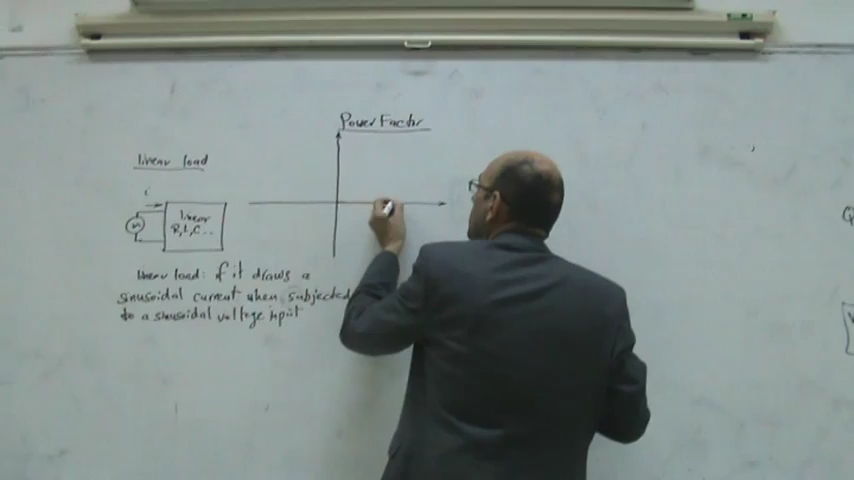 Power Factor
linear load
i
linear
R, L, C...
linear load: if it draws a
sinusoidal current when subjected
to a sinusoidal voltage input